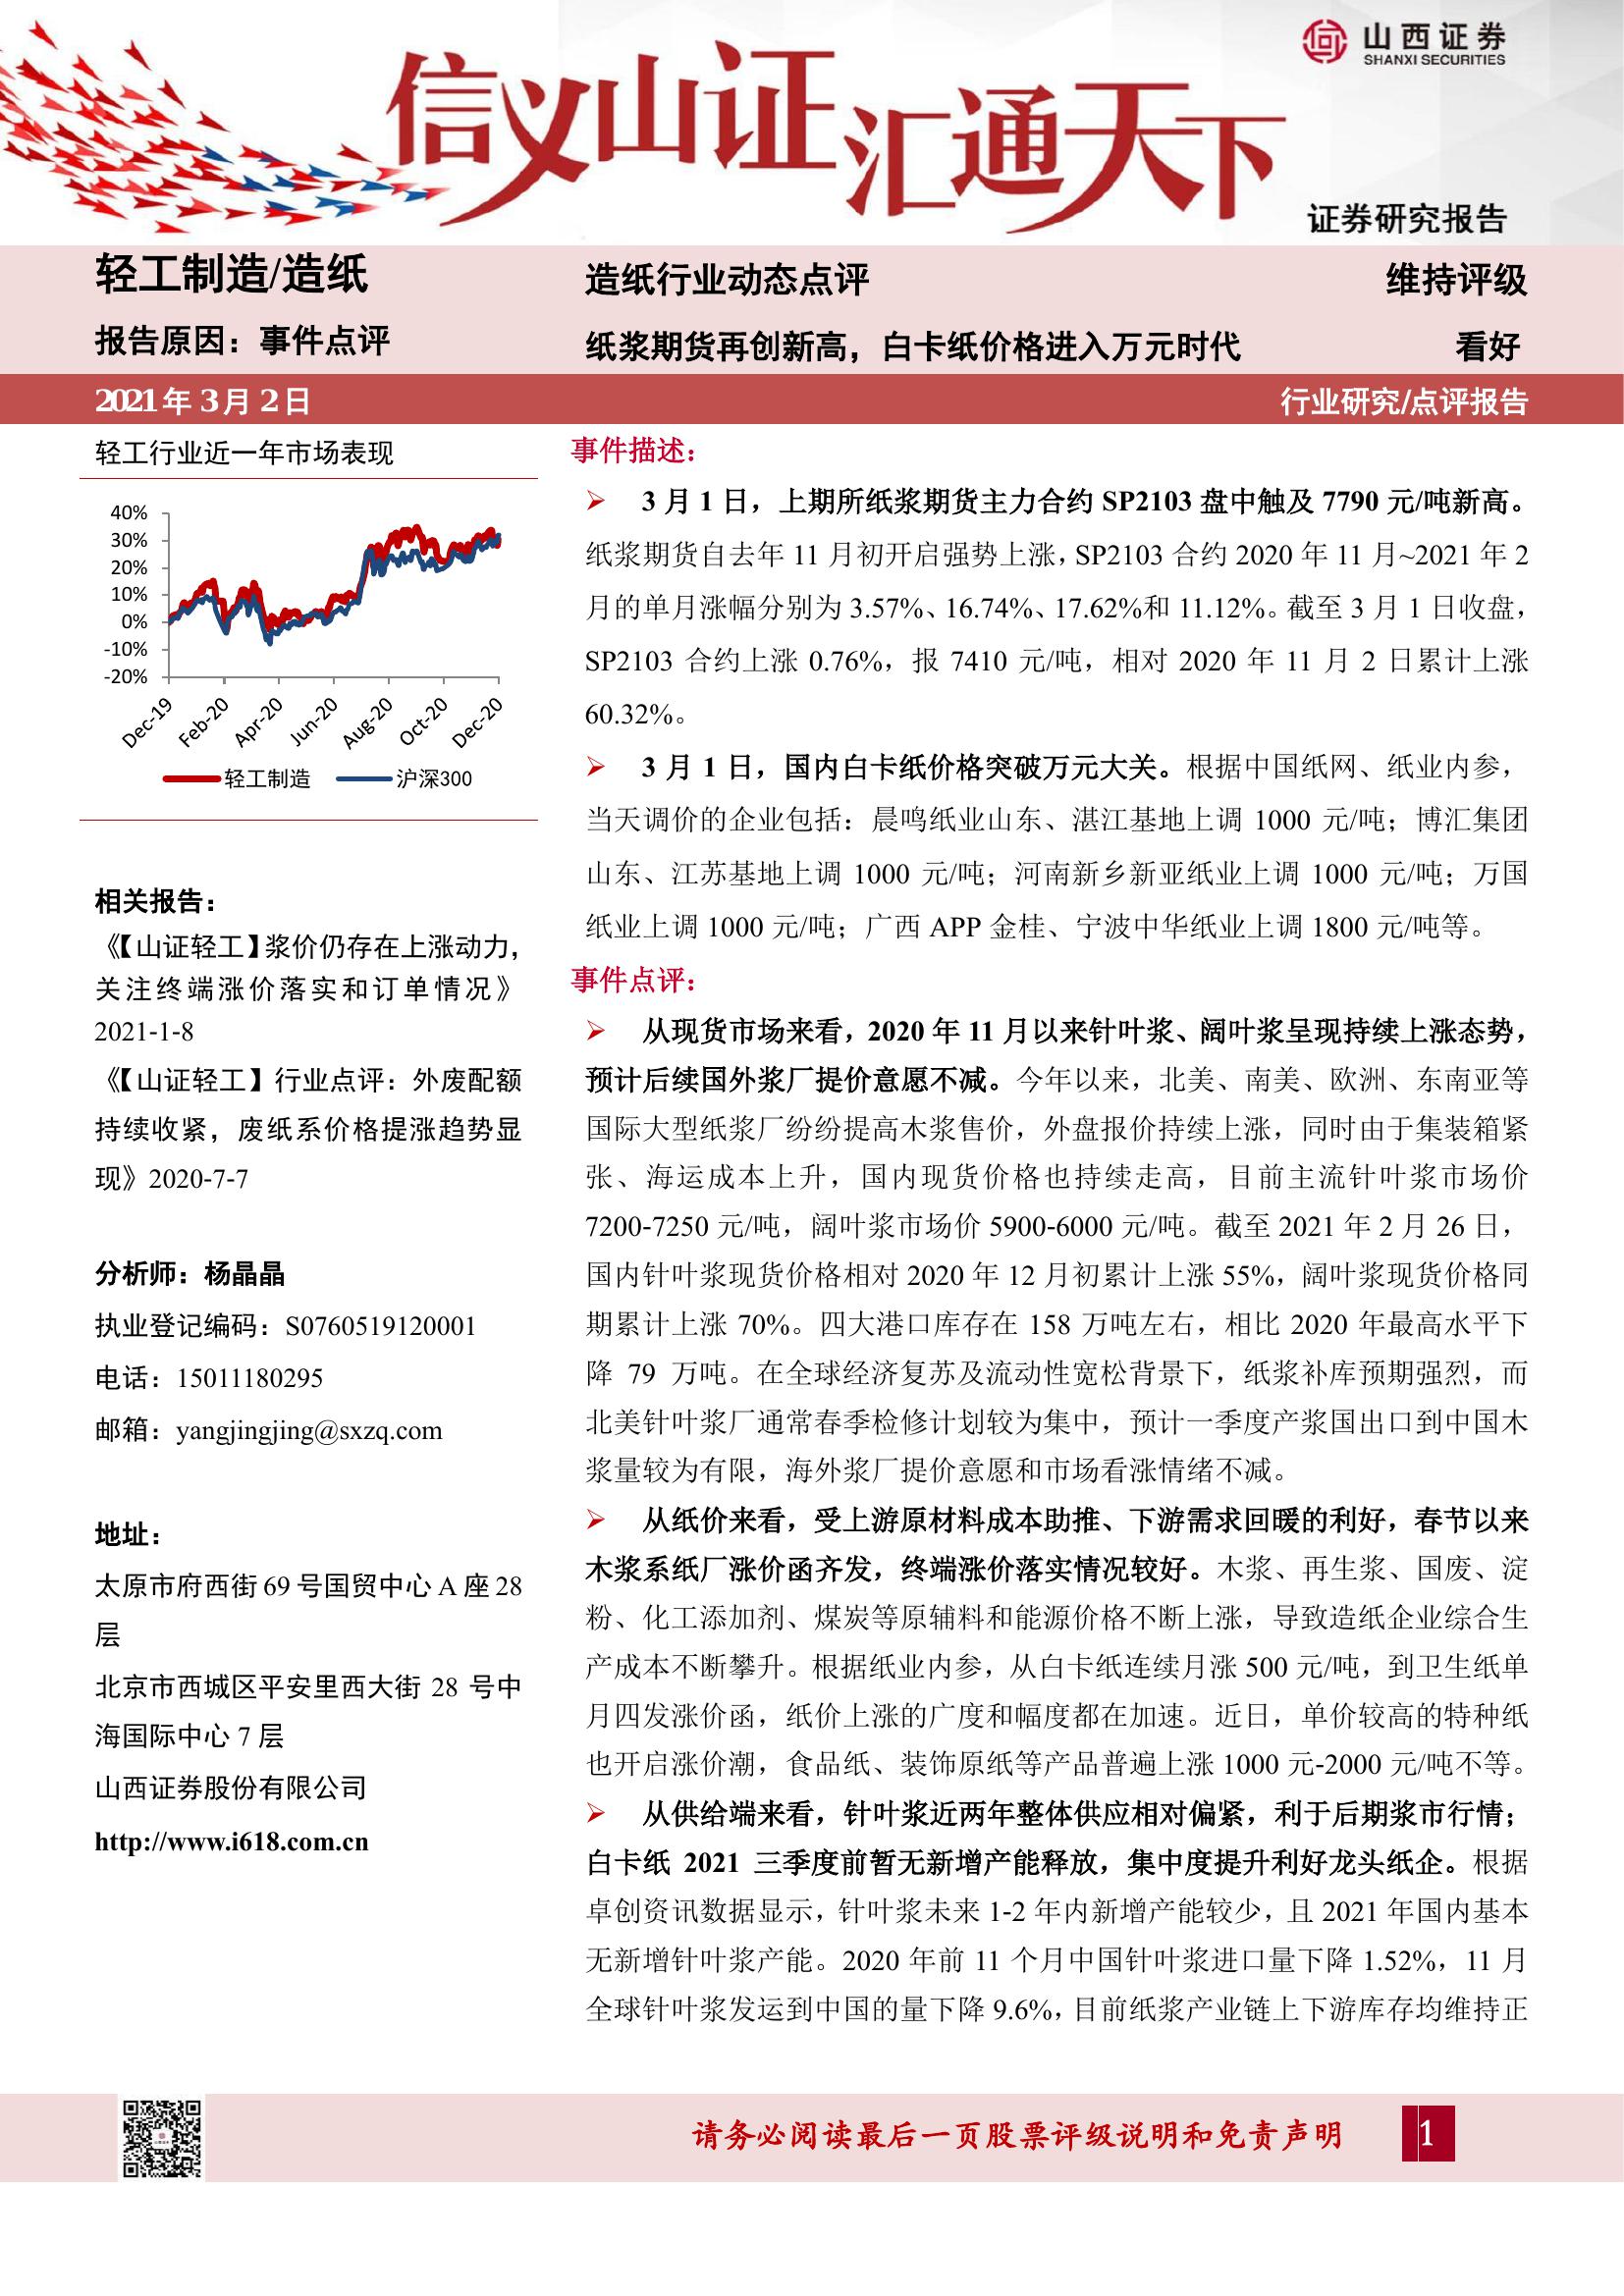 信义山证汇通天下
山西证券
SHANXI SECURITIES
证券研究报告
轻工制造/造纸
报告原因：事件点评
造纸行业动态点评
维持评级
纸浆期货再创新高，白卡纸价格进入万元时代
看好
2021年3月2日
行业研究/点评报告
轻工行业近一年市场表现
40%
30%
20%
10%
0%
-10%
-20%
Dec-19
Feb-20
Apr-20
Jun-20
Aug-20
Oct-20
Dec-20
轻工制造
沪深300
相关报告：
《【山证轻工】浆价仍存在上涨动力，
关注终端涨价落实和订单情况》
2021-1-8
《【山证轻工】行业点评：外废配额
持续收紧，废纸系价格提涨趋势显
现》2020-7-7
分析师：杨晶晶
执业登记编码：S0760519120001
电话：15011180295
邮箱：yangjingjing@sxzq.com
地址：
太原市府西街69号国贸中心A座28
层
北京市西城区平安里西大街 28 号中
海国际中心7层
山西证券股份有限公司
http://www.i618.com.cn
事件描述：
3月1日，上期所纸浆期货主力合约SP2103盘中触及7790元/吨新高。
纸浆期货自去年11月初开启强势上涨，SP2103合约2020年11月~2021年2
月的单月涨幅分别为3.57%、16.74%、17.62%和11.12%。截至3月1日收盘，
SP2103 合约上涨 0.76%，报 7410 元/吨，相对 2020 年 11 月 2 日累计上涨
60.32%。
3月1日，国内白卡纸价格突破万元大关。根据中国纸网、纸业内参，
当天调价的企业包括：晨鸣纸业山东、湛江基地上调 1000 元/吨；博汇集团
山东、江苏基地上调 1000 元/吨；河南新乡新亚纸业上调 1000 元/吨；万国
纸业上调1000元/吨；广西APP金桂、宁波中华纸业上调1800元/吨等。
事件点评：
从现货市场来看，2020年11月以来针叶浆、阔叶浆呈现持续上涨态势，
预计后续国外浆厂提价意愿不减。今年以来，北美、南美、欧洲、东南亚等
国际大型纸浆厂纷纷提高木浆售价，外盘报价持续上涨，同时由于集装箱紧
张、海运成本上升，国内现货价格也持续走高，目前主流针叶浆市场价
7200-7250元/吨，阔叶浆市场价5900-6000元/吨。截至2021年2月26日，
国内针叶浆现货价格相对2020年12月初累计上涨55%，阔叶浆现货价格同
期累计上涨 70%。四大港口库存在 158 万吨左右，相比 2020 年最高水平下
降 79 万吨。在全球经济复苏及流动性宽松背景下，纸浆补库预期强烈，而
北美针叶浆厂通常春季检修计划较为集中，预计一季度产浆国出口到中国木
浆量较为有限，海外浆厂提价意愿和市场看涨情绪不减。
从纸价来看，受上游原材料成本助推、下游需求回暖的利好，春节以来
木浆系纸厂涨价函齐发，终端涨价落实情况较好。木浆、再生浆、国废、淀
粉、化工添加剂、煤炭等原辅料和能源价格不断上涨，导致造纸企业综合生
产成本不断攀升。根据纸业内参，从白卡纸连续月涨500元/吨，到卫生纸单
月四发涨价函，纸价上涨的广度和幅度都在加速。近日，单价较高的特种纸
也开启涨价潮，食品纸、装饰原纸等产品普遍上涨1000元-2000元/吨不等。
从供给端来看，针叶浆近两年整体供应相对偏紧，利于后期浆市行情；
白卡纸 2021 三季度前暂无新增产能释放，集中度提升利好龙头纸企。根据
卓创资讯数据显示，针叶浆未来1-2年内新增产能较少，且2021年国内基本
无新增针叶浆产能。2020年前11个月中国针叶浆进口量下降1.52%，11月
全球针叶浆发运到中国的量下降9.6%，目前纸浆产业链上下游库存均维持正
请务必阅读最后一页股票评级说明和免责声明
1